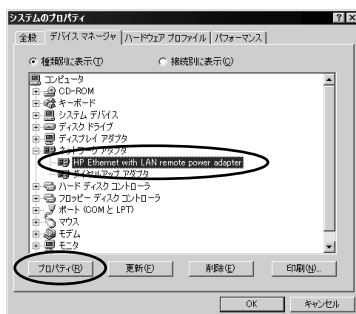 システムのプロパティ
全般 デバイス マネージャ ハードウェア プロファイル パフォーマンス
種類別に表示(T) 接続別に表示(C)
コンピュータ
CD-ROM
キーボード
システム デバイス
ディスク ドライブ
ディスプレイ アダプタ
ネットワーク アダプタ
HP Ethernet with LAN remote power adapter
ダイヤルアップ アダプタ
ハード ディスク コントローラ
フロッピー ディスク コントローラ
ポート (COM と LPT)
マウス
モデム
モニタ
プロパティ(R) 更新(F) 削除(E) 印刷(N)...
OK キャンセル